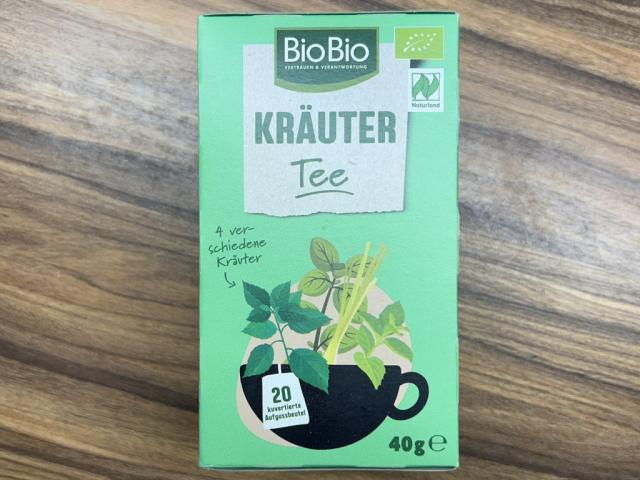 BioBio
VERTRAUEN & VERANTWORTUNG
Naturland
KRÄUTER
Tee
4 ver-
schiedene
Kräuter
20
kuvertierte
Aufgussbeutel
40g ℮